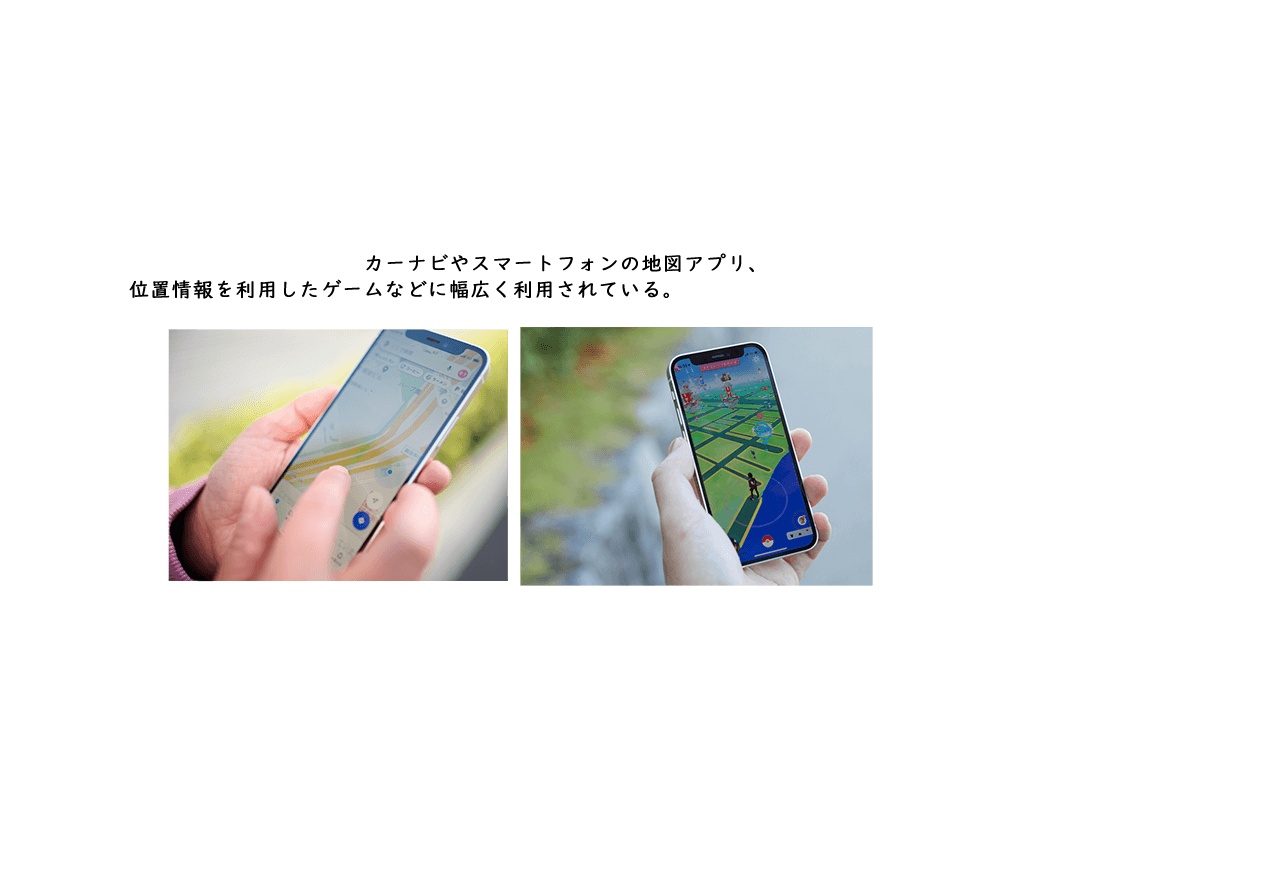 カーナビやスマートフォンの地図アプリ、
位置情報を利用したゲームなどに幅広く利用されている。